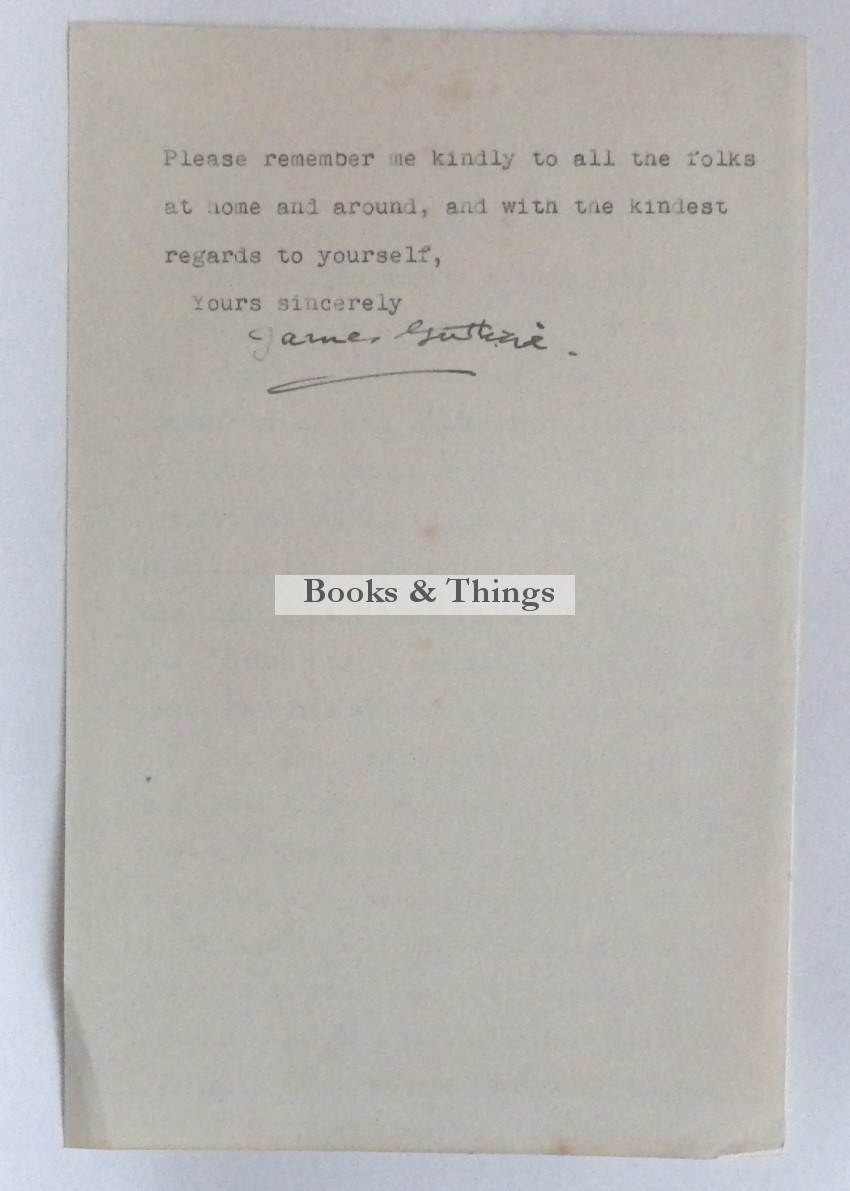 Please remember me kindly to all the folks
at home and around, and with the kindest
regards to yourself,
Yours sincerely
James Guthrie.
Books & Things